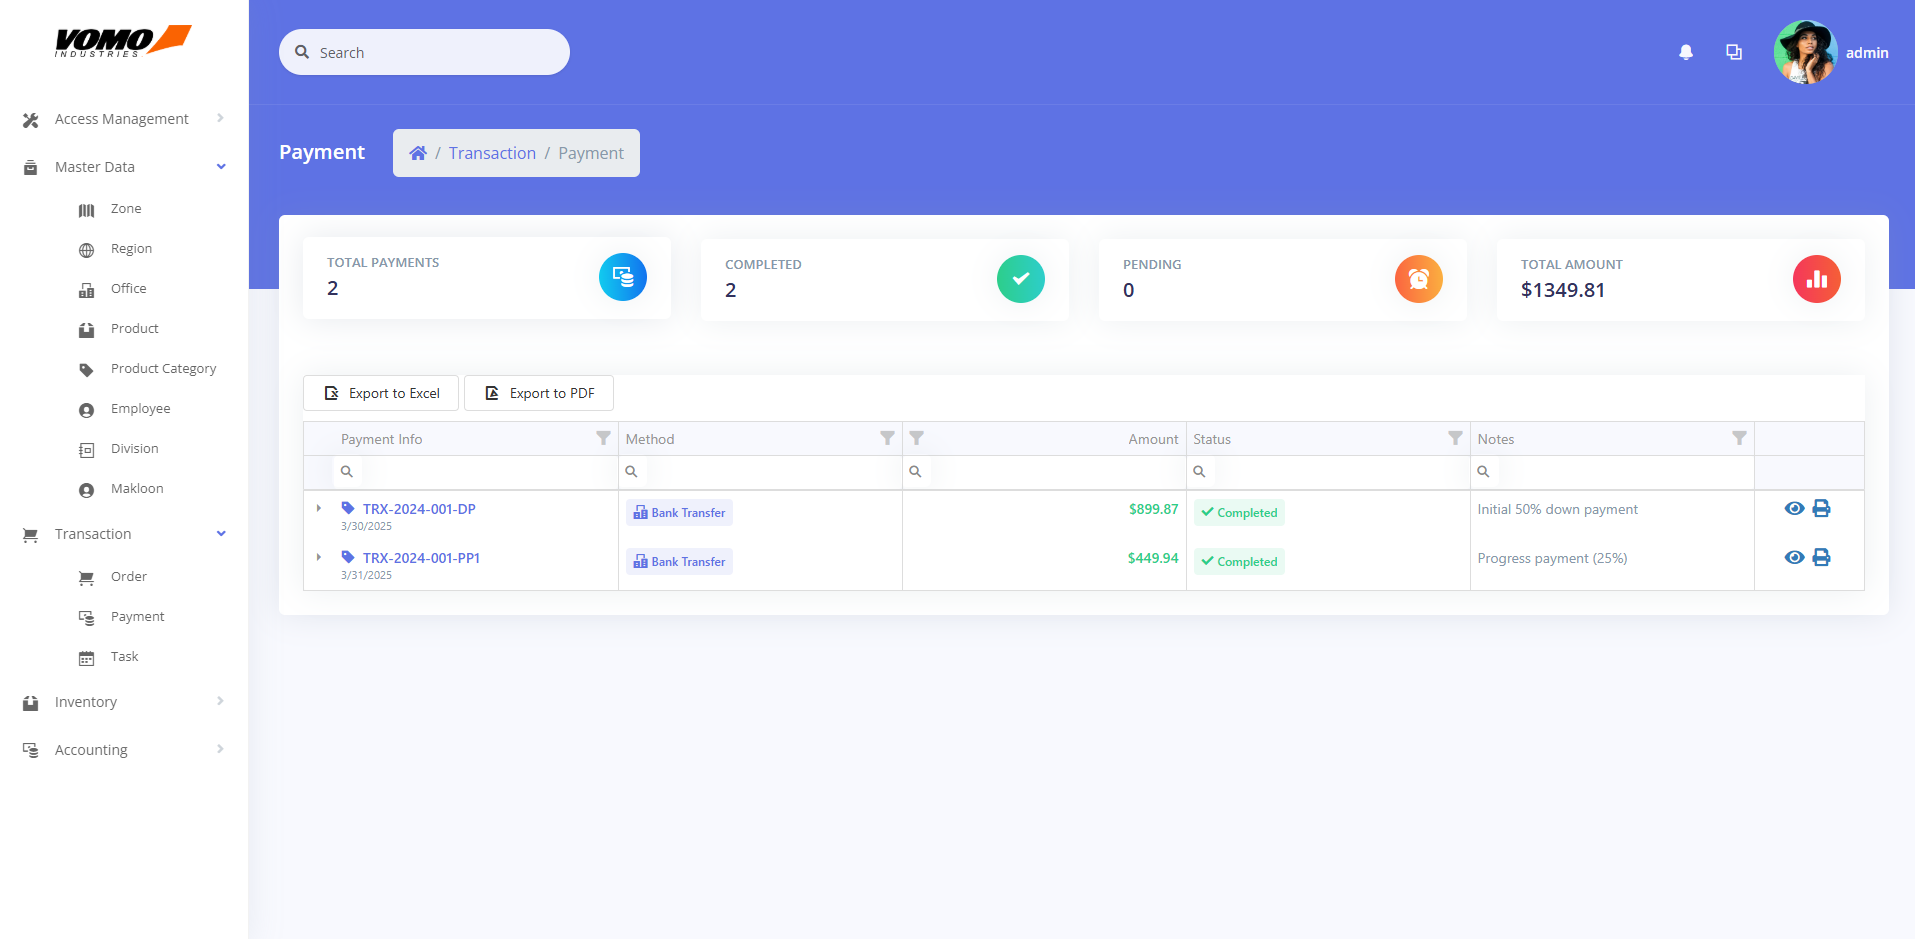 VOMO
INDUSTRIES
Access Management
Master Data
Zone
Region
Office
Product
Product Category
Employee
Division
Makloon
Transaction
Order
Payment
Task
Inventory
Accounting
Search
admin
Payment
/ Transaction / Payment
TOTAL PAYMENTS
2
COMPLETED
2
PENDING
0
TOTAL AMOUNT
$1349.81
Export to Excel
Export to PDF
Payment Info Method Amount Status Notes
TRX-2024-001-DP Bank Transfer $899.87 Completed Initial 50% down payment
3/30/2025
TRX-2024-001-PP1 Bank Transfer $449.94 Completed Progress payment (25%)
3/31/2025